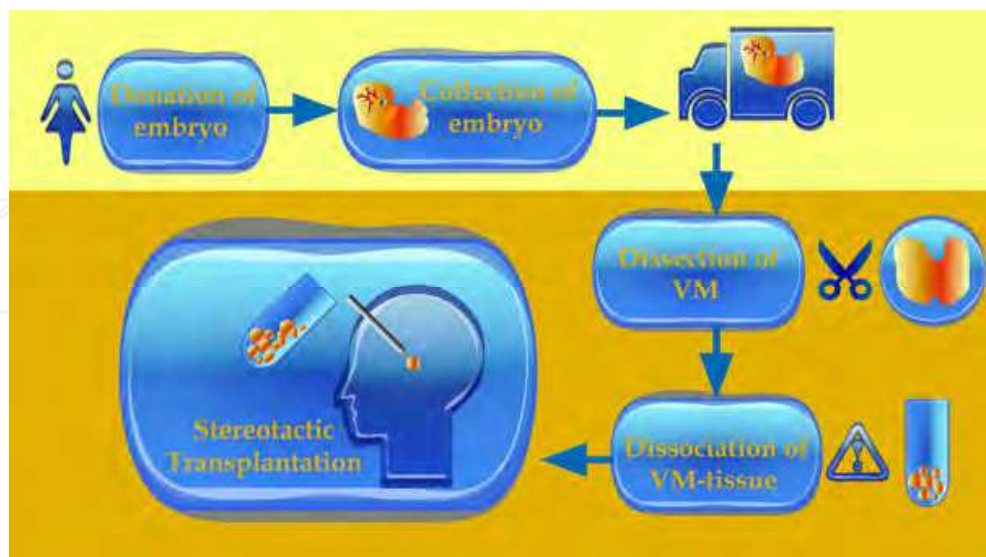 Donation of
embryo
Collection of
embryo
Dissection of
VM
Dissociation of
VM-tissue
Stereotactic
Transplantation